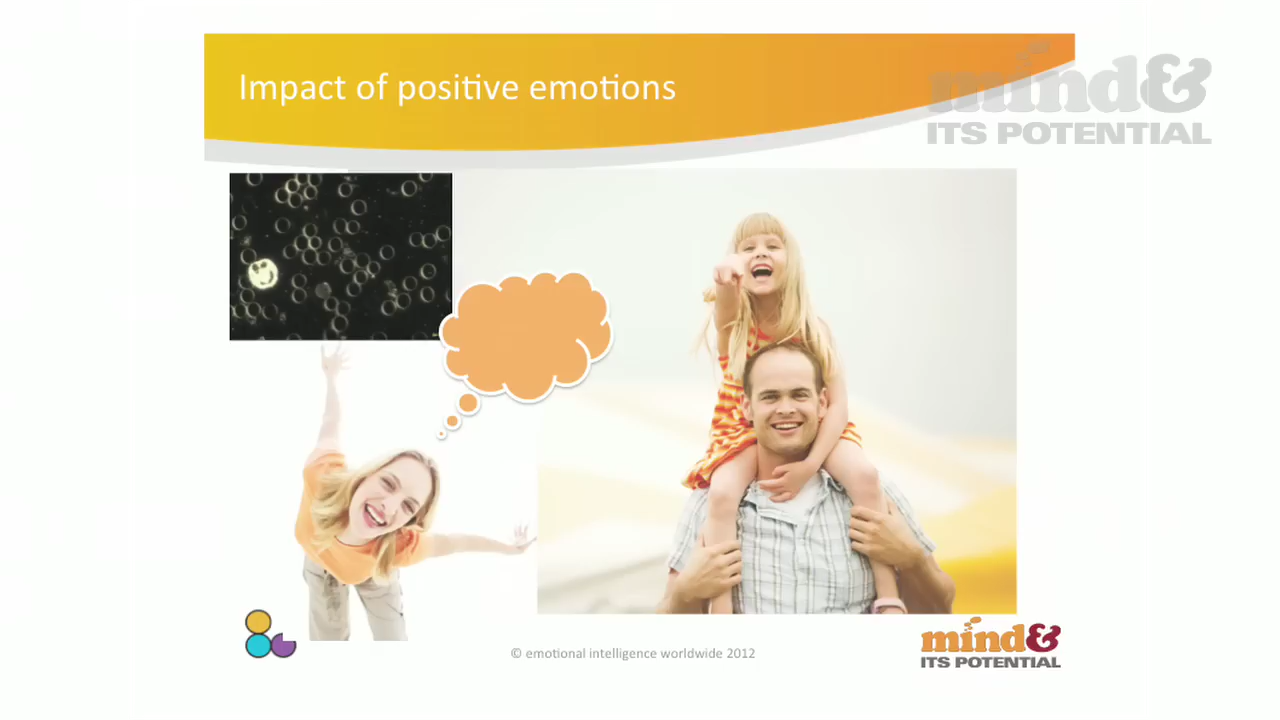 Impact of positive emotions
mind&
ITS POTENTIAL
© emotional intelligence worldwide 2012
mind&
ITS POTENTIAL